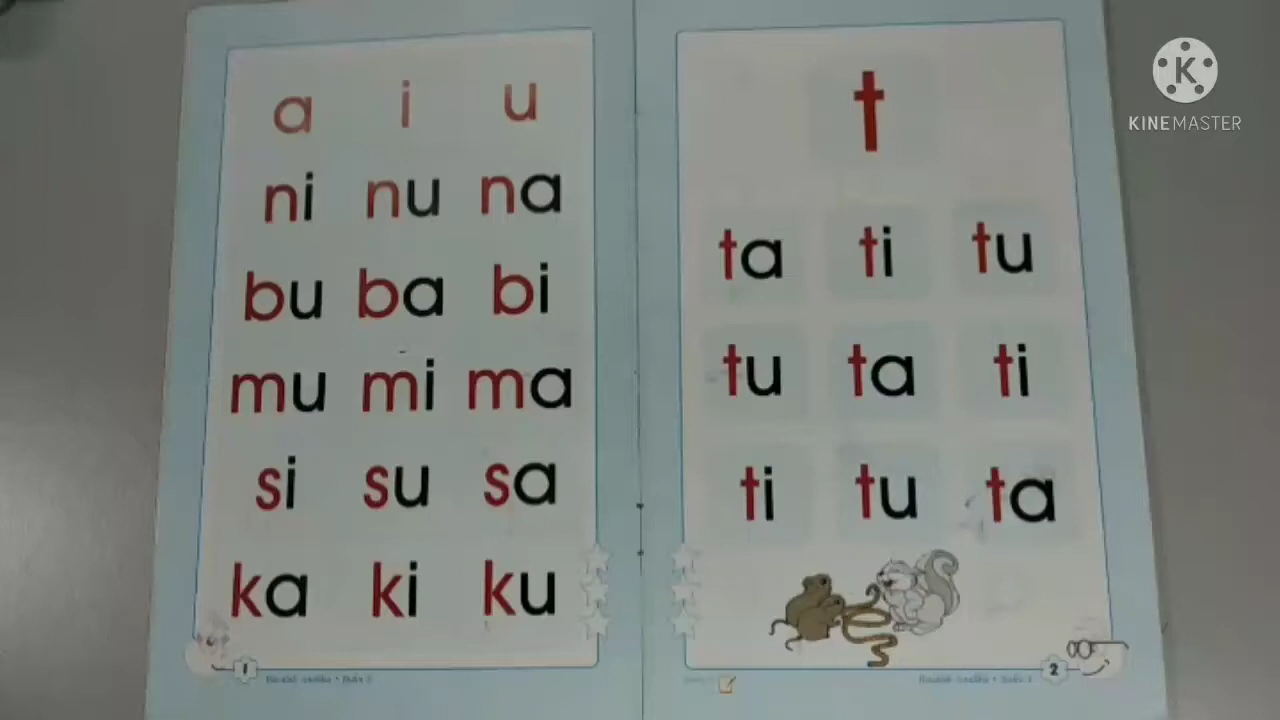 a i u
ni nu na
bu ba bi
mu mi ma
si su sa
ka ki ku
1
t
ta ti tu
tu ta ti
ti tu ta
2
K
KINEMASTER